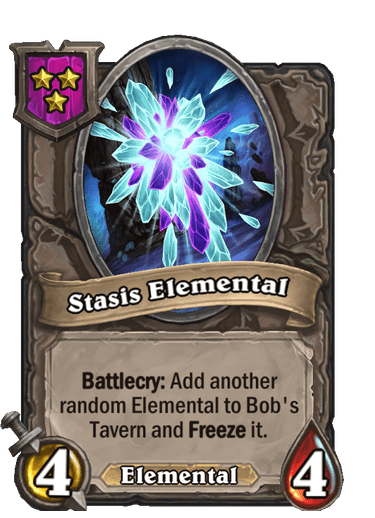 Stasis Elemental
Battlecry: Add another
random Elemental to Bob's
Tavern and Freeze it.
4
Elemental
4